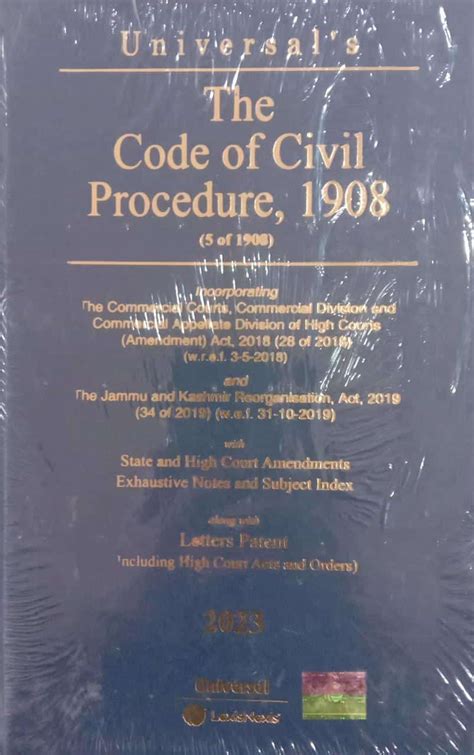 Universal's
The
Code of Civil
Procedure, 1908
(5 of 1908)
Incorporating
The Commercial Courts, Commercial Division and
Commercial Appellate Division of High Courts
(Amendment) Act, 2018 (28 of 2018)
(w.r.e.f. 3-5-2018)
and
The Jammu and Kashmir Reorganisation, Act, 2019
(34 of 2019) (w.e.f. 31-10-2019)
with
State and High Court Amendments
Exhaustive Notes and Subject Index
along with
Letters Patent
(Including High Court Acts and Orders)
2023
Universal
LexisNexis